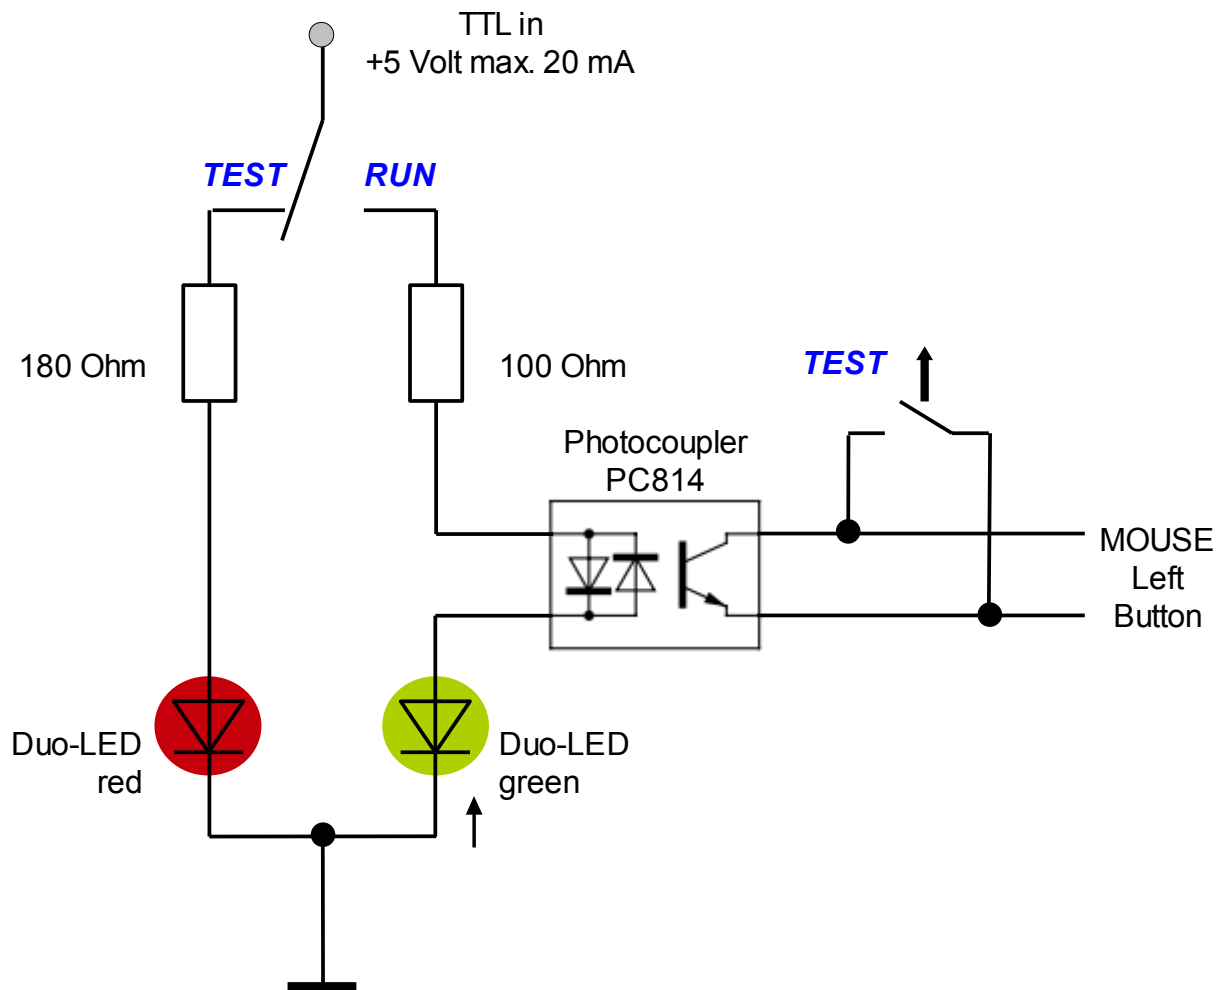 TTL in
+5 Volt max. 20 mA
TEST
RUN
180 Ohm
100 Ohm
TEST
Photocoupler
PC814
MOUSE
Left
Button
Duo-LED
red
Duo-LED
green